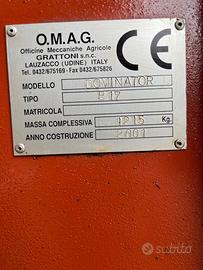 O.M.A.G.
Officine Meccaniche Agricole
GRATTONI s.n.c.
LAUZACCO (UDINE) ITALY
Tel. 0432/675169 - Fax 0432/675826
CE
MODELLO DOMINATOR
TIPO
MATRICOLA
MASSA COMPLESSIVA 1215 Kg.
ANNO COSTRUZIONE 2001
subito